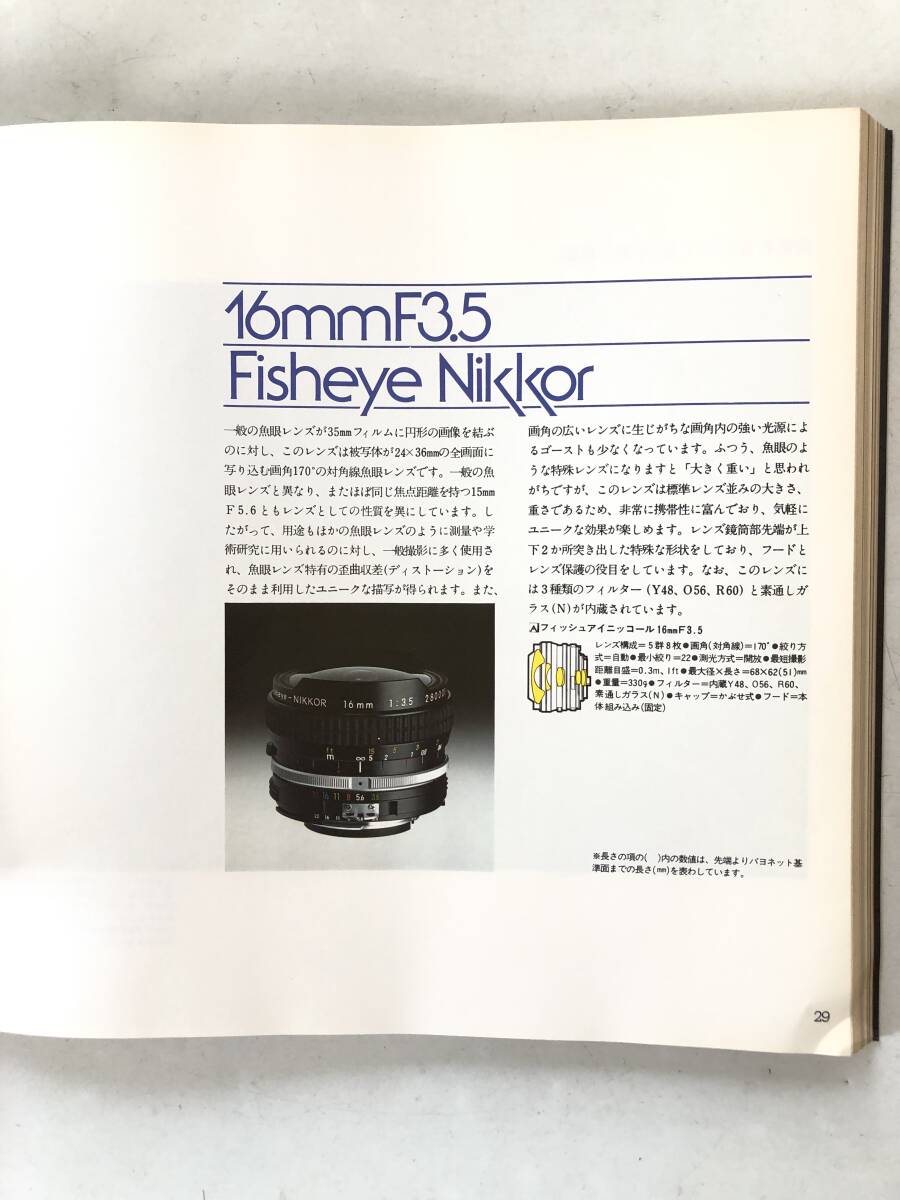 16mmF3.5
Fisheye Nikkor
一般の魚眼レンズが35mmフィルムに円形の画像を結ぶ
のに対し、このレンズは被写体が24×36mmの全画面に
写り込む画角170°の対角線魚眼レンズです。一般の魚
眼レンズと異なり、またほぼ同じ焦点距離を持つ15mm
F5.6ともレンズとしての性質を異にしています。し
たがって、用途もほかの魚眼レンズのように測量や学
術研究に用いられるのに対し、一般撮影に多く使用さ
れ、魚眼レンズ特有の歪曲収差(ディストーション)を
そのまま利用したユニークな描写が得られます。また、
画角の広いレンズに生じがちな画角内の強い光源によ
るゴーストも少なくなっています。ふつう、魚眼のよ
うな特殊レンズになりますと「大きく重い」と思われ
がちですが、このレンズは標準レンズ並みの大きさ、
重さであるため、非常に携帯性に富んでおり、気軽に
ユニークな効果が楽しめます。レンズ鏡筒部先端が上
下2か所突き出した特殊な形状をしており、フードと
レンズ保護の役目をしています。なお、このレンズに
は3種類のフィルター(Y48、O56、R60)と素通しガ
ラス(N)が内蔵されています。
フィッシュアイニッコール16mmF3.5
レンズ構成=5群8枚●画角(対角線)=170°●絞り方
式=自動●最小絞り=22●測光方式=開放●最短撮影
距離目盛=0.3m、1ft●最大径×長さ=68×62(51)mm
●重量=330g●フィルター=内蔵Y48、O56、R60、
素通しガラス(N)●キャップ=かぶせ式●フード=本
体組み込み(固定)
eye-NIKKOR 16mm 1:3.5 2800
ft 15 5 3
m ∞ 5 2 1
16 11 8 5.6 3.5
※長さの項の( )内の数値は、先端よりバヨネット基
準面までの長さ(mm)を表わしています。
29